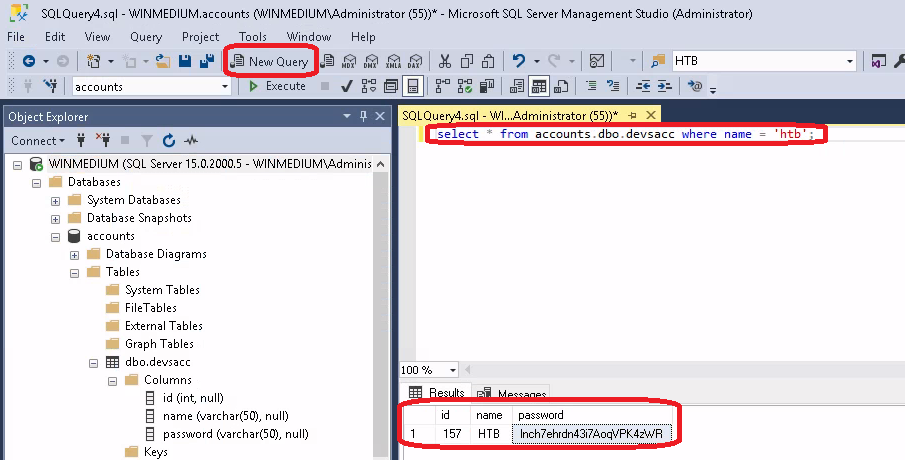 SQLQuery4.sql - WINMEDIUM.accounts (WINMEDIUM\Administrator (55))* - Microsoft SQL Server Management Studio (Administrator)
File Edit View Query Project Tools Window Help
New Query MDX DMX XMLA DAX HTB
accounts Execute
Object Explorer
Connect
WINMEDIUM (SQL Server 15.0.2000.5 - WINMEDIUM\Adminis
Databases
System Databases
Database Snapshots
accounts
Database Diagrams
Tables
System Tables
FileTables
External Tables
Graph Tables
dbo.devsacc
Columns
id (int, null)
name (varchar(50), null)
password (varchar(50), null)
Keys
SQLQuery4.sql - WI...Administrator (55))*
select * from accounts.dbo.devsacc where name = 'htb';
100 %
Results Messages
id name password
1 157 HTB lnch7ehrdn43i7AoqVPK4zWR